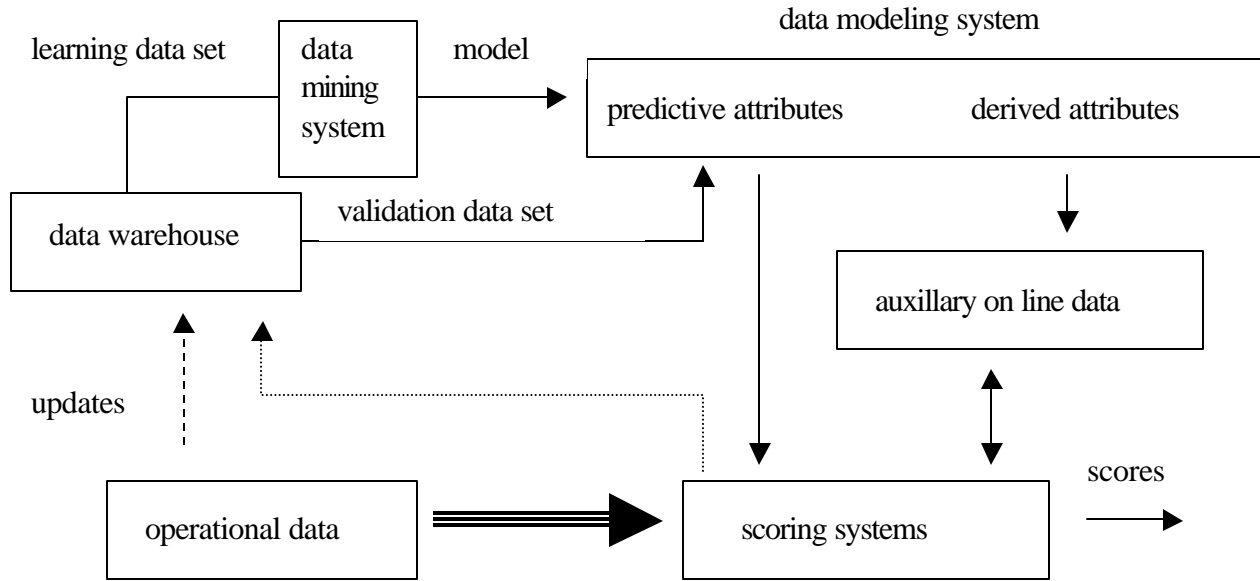 data modeling system
learning data set
data
mining
system
model
predictive attributes
derived attributes
validation data set
data warehouse
auxillary on line data
updates
scores
operational data
scoring systems